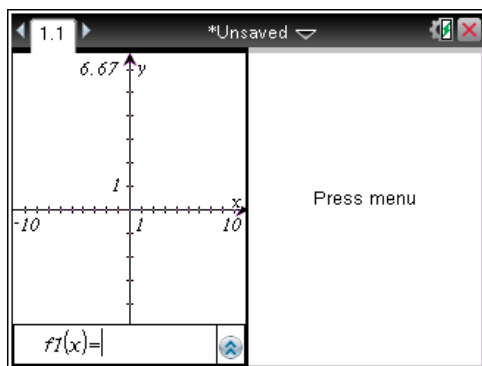 1.1
*Unsaved
6.67 y
1
x
-10 1 10
Press menu
f1(x)=